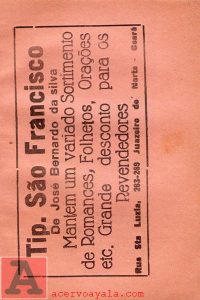 Tip. São Francisco
De José Bernardo da silva
Mantem um variado Sortimento
de Romances, Folhetos, Orações
etc. Grande desconto para os
Revendedores
Rua Sta Luzia, 263-269 Juazeiro do Norte - Ceará
A
www.acervoayala.com